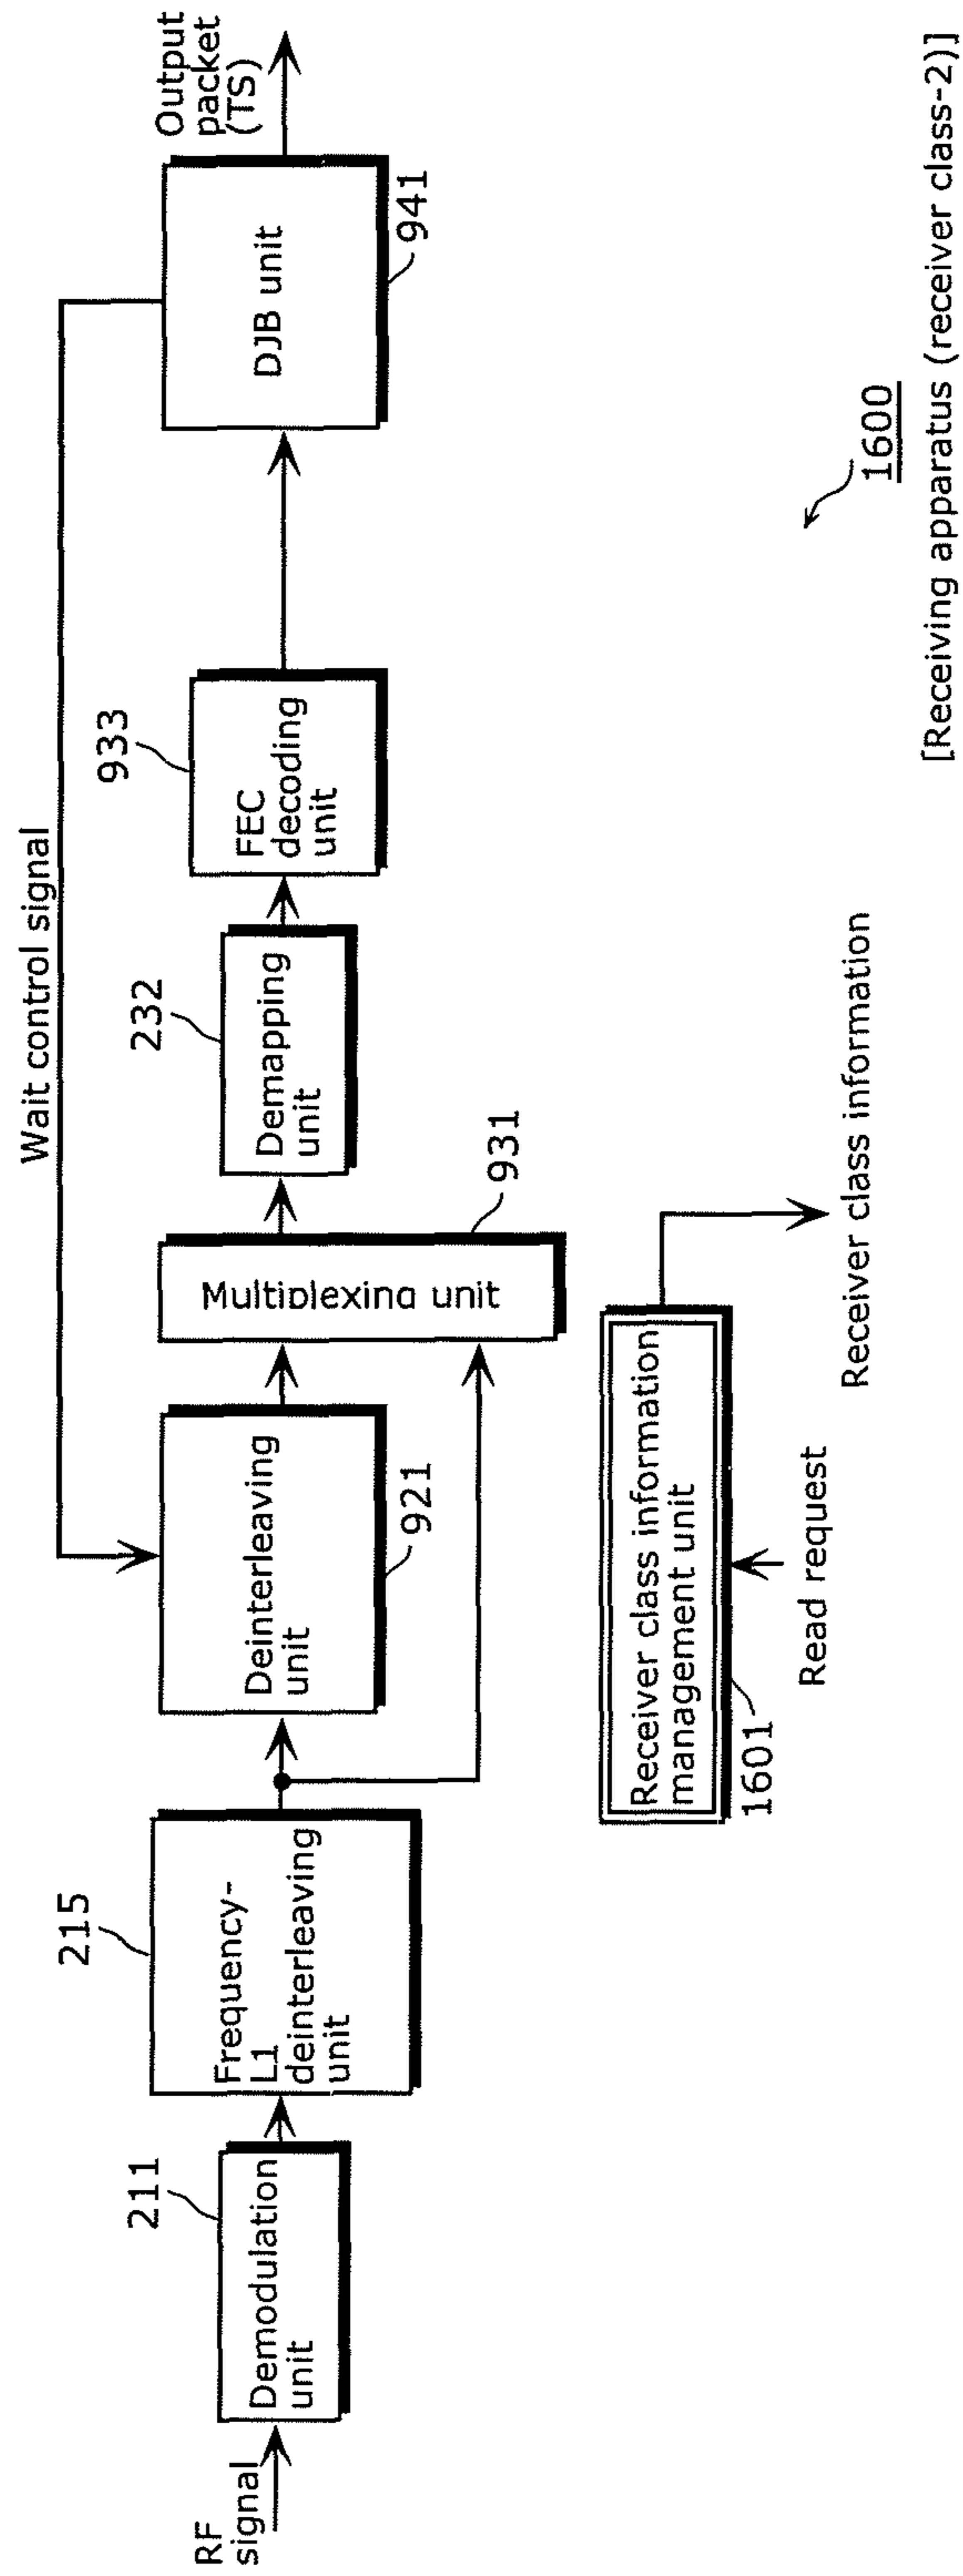 Wait control signal
RF
signal
211
Demodulation
unit
215
Frequency-
L1
deinterleaving
unit
Deinterleaving
unit
921
Multiplexing unit
931
232
Demapping
unit
933
FEC
decoding
unit
DJB unit
941
Output
packet
(TS)
Receiver class information
management unit
1601
Read request
Receiver class information
1600
[Receiving apparatus (receiver class-2)]